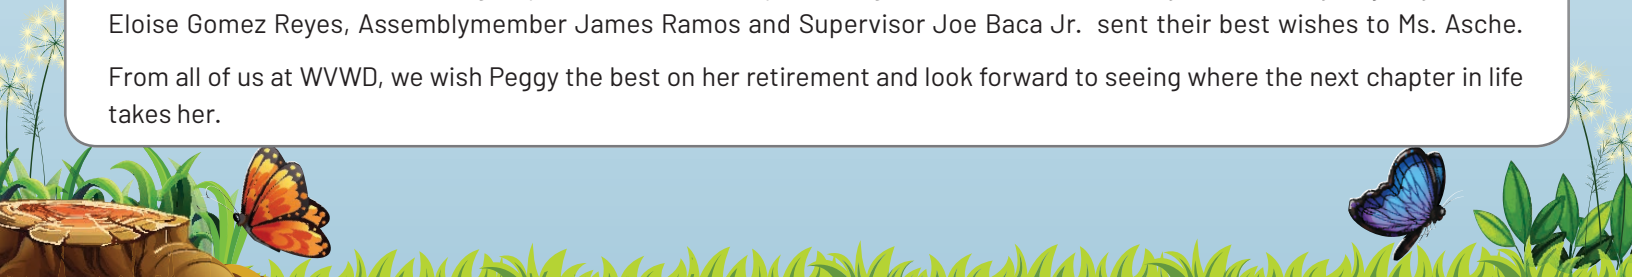 Eloise Gomez Reyes, Assemblymember James Ramos and Supervisor Joe Baca Jr.  sent their best wishes to Ms. Asche.
From all of us at WVWD, we wish Peggy the best on her retirement and look forward to seeing where the next chapter in life
takes her.